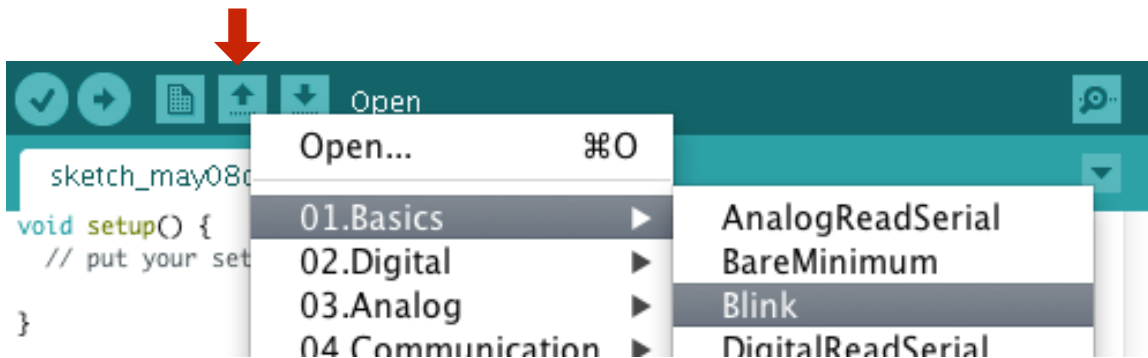 Open
Open... ⌘O
sketch_may08
01.Basics
AnalogReadSerial
void setup() {
02.Digital
BareMinimum
// put your set
03.Analog
Blink
}
04.Communication
DigitalReadSerial